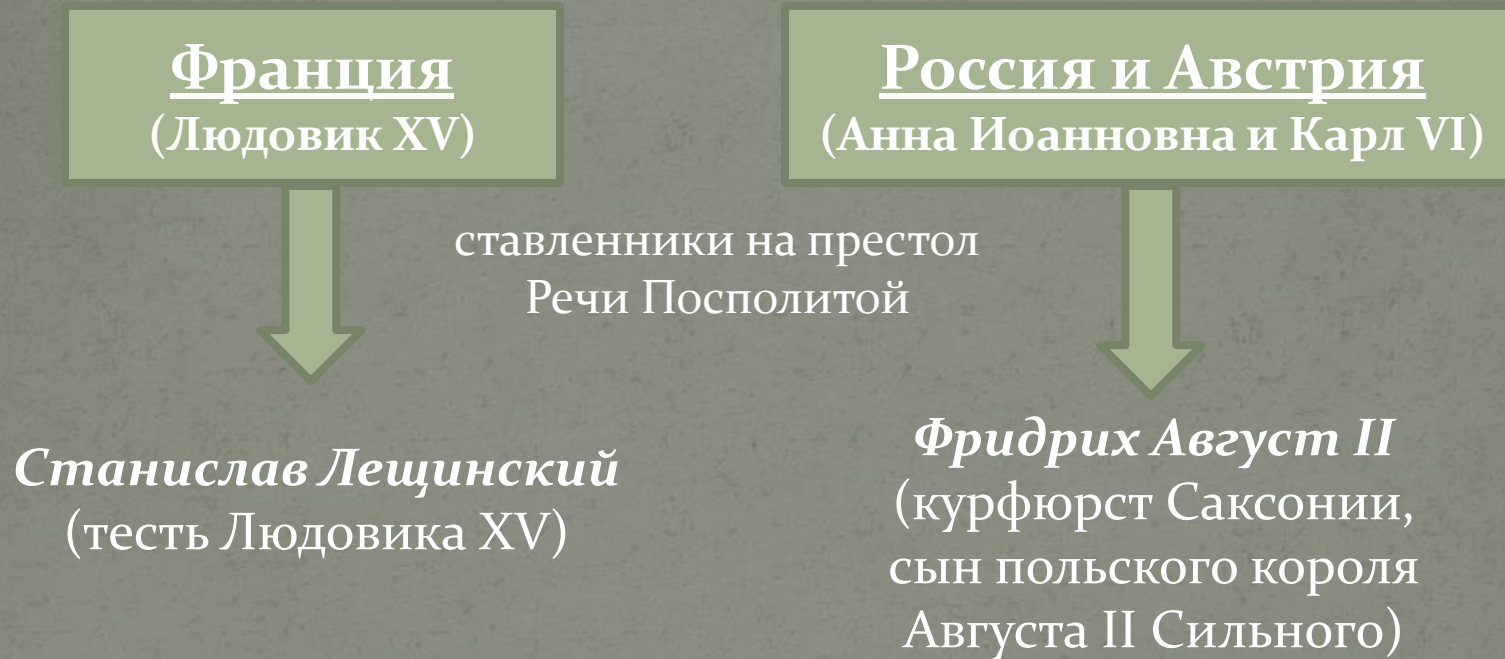 Франция
(Людовик XV)
Россия и Австрия
(Анна Иоанновна и Карл VI)
ставленники на престол
Речи Посполитой
Станислав Лещинский
(тесть Людовика XV)
Фридрих Август II
(курфюрст Саксонии,
сын польского короля
Августа II Сильного)